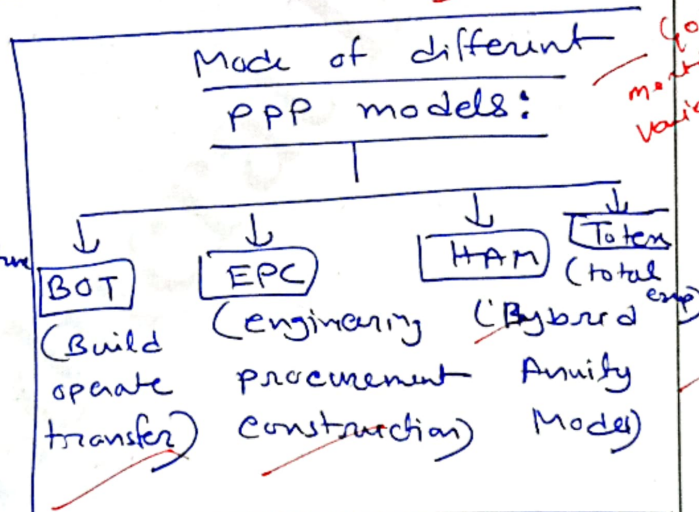 Mode of different
PPP models:
BOT
(Build
operate
transfer)
EPC
(engineering
procurement
construction)
HAM
(Bybred
Annuity
Model)
Totex
(total
exp)